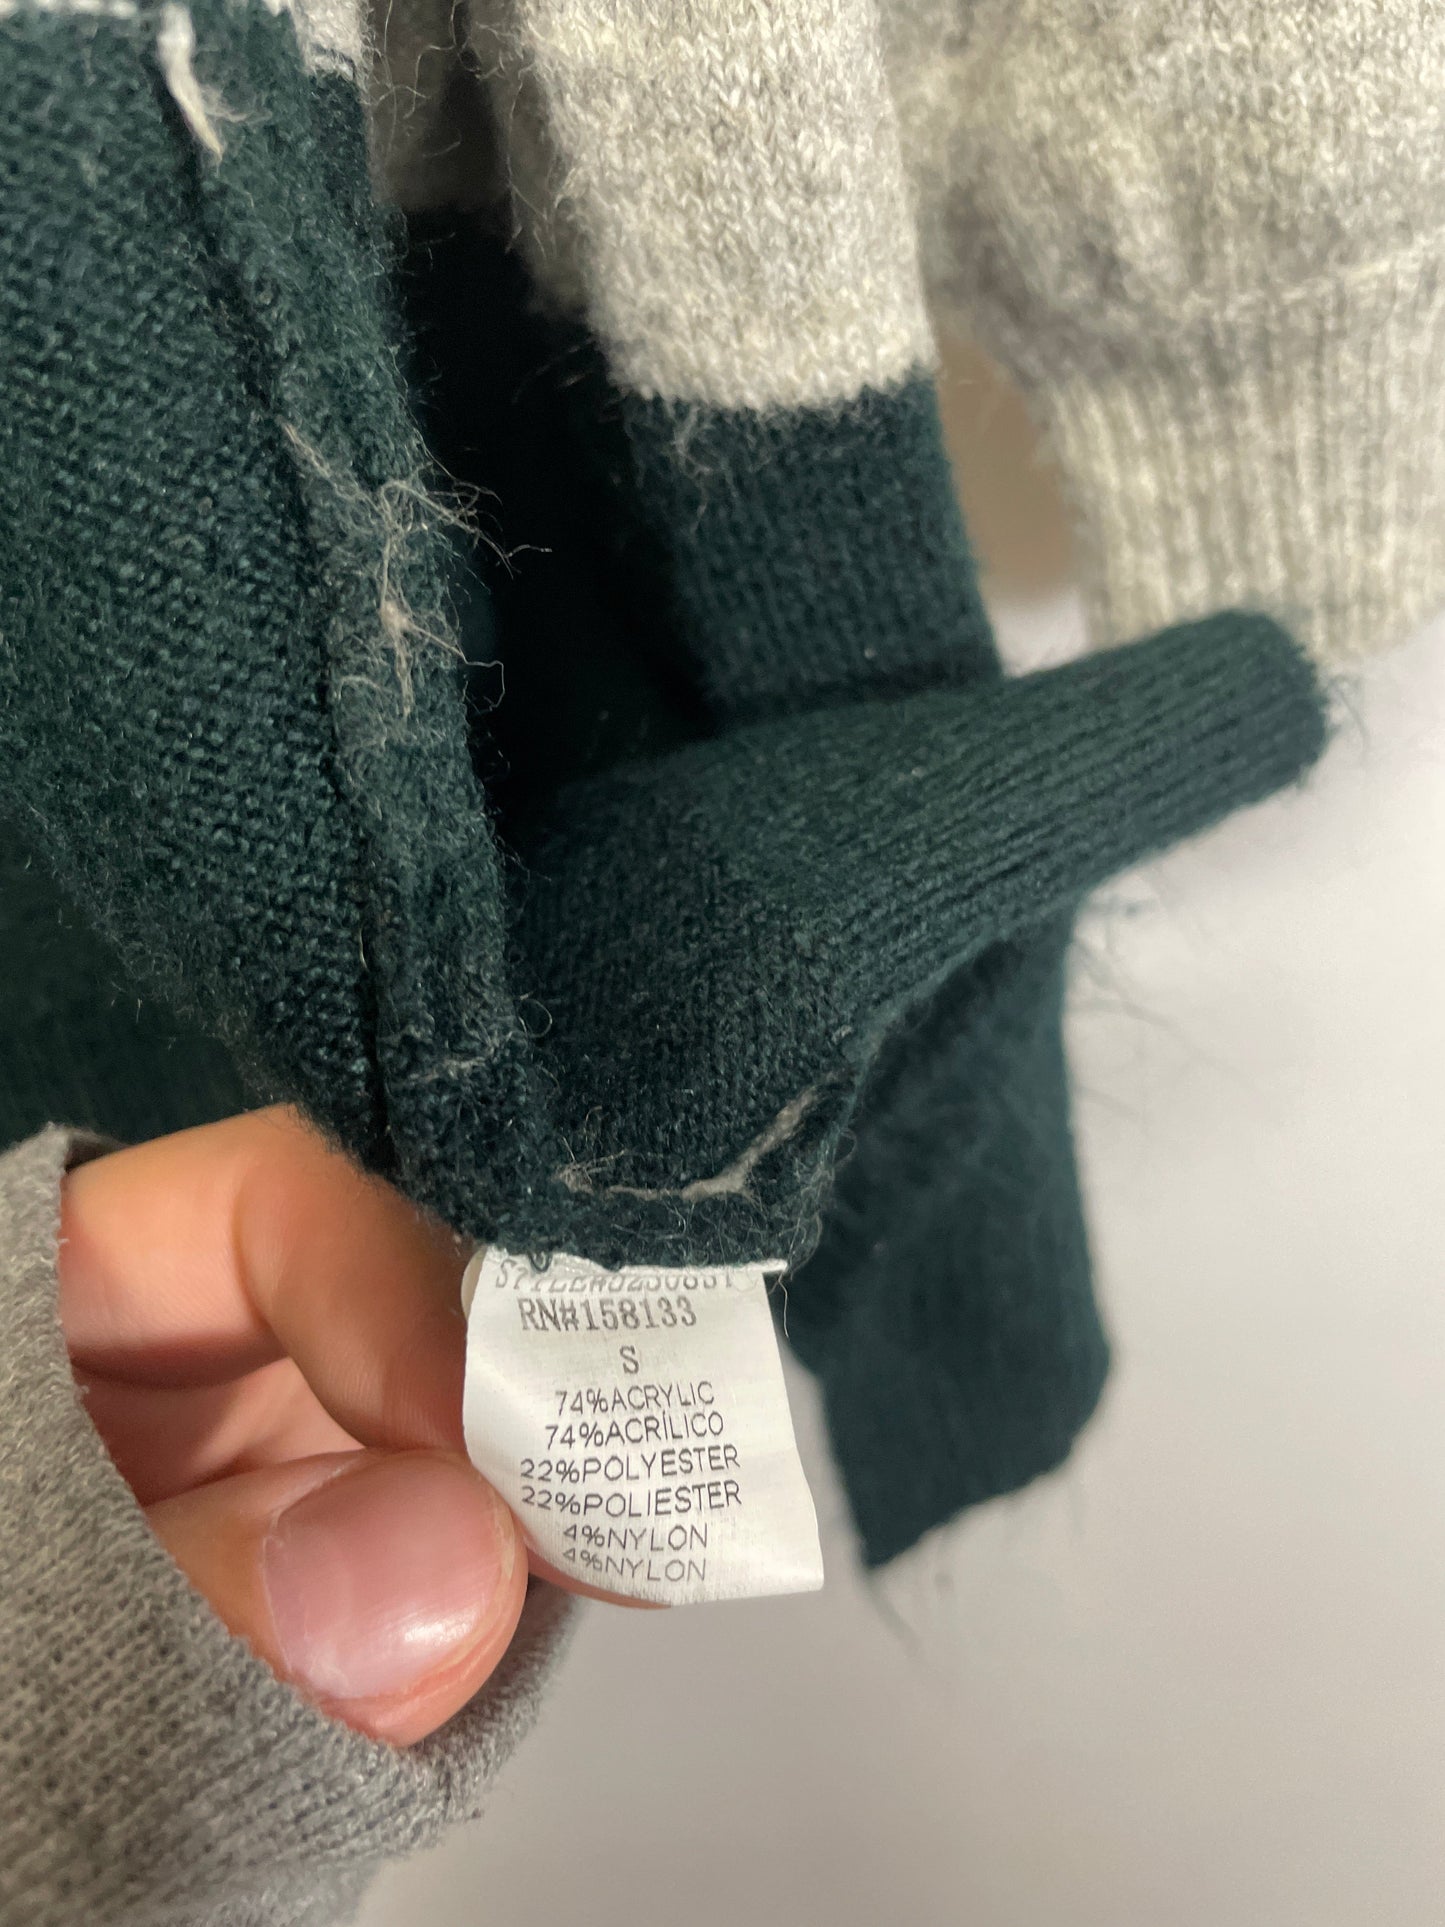 RN#158133
S
74%ACRYLIC
74%ACRÍLICO
22%POLYESTER
22%POLIESTER
4%NYLON
4%NYLON